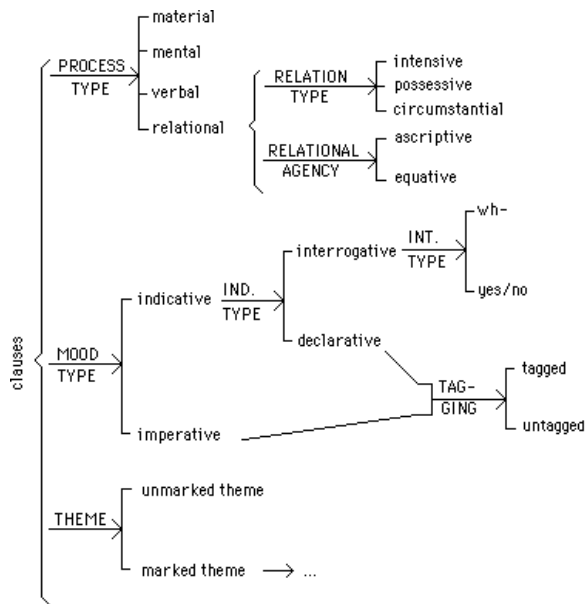 material
mental
verbal
relational
PROCESS
TYPE
RELATION
TYPE
intensive
possessive
circumstantial
RELATIONAL
AGENCY
ascriptive
equative
clauses
MOOD
TYPE
indicative
IND.
TYPE
interrogative
INT.
TYPE
wh-
yes/no
declarative
imperative
TAG-
GING
tagged
untagged
THEME
unmarked theme
marked theme
...